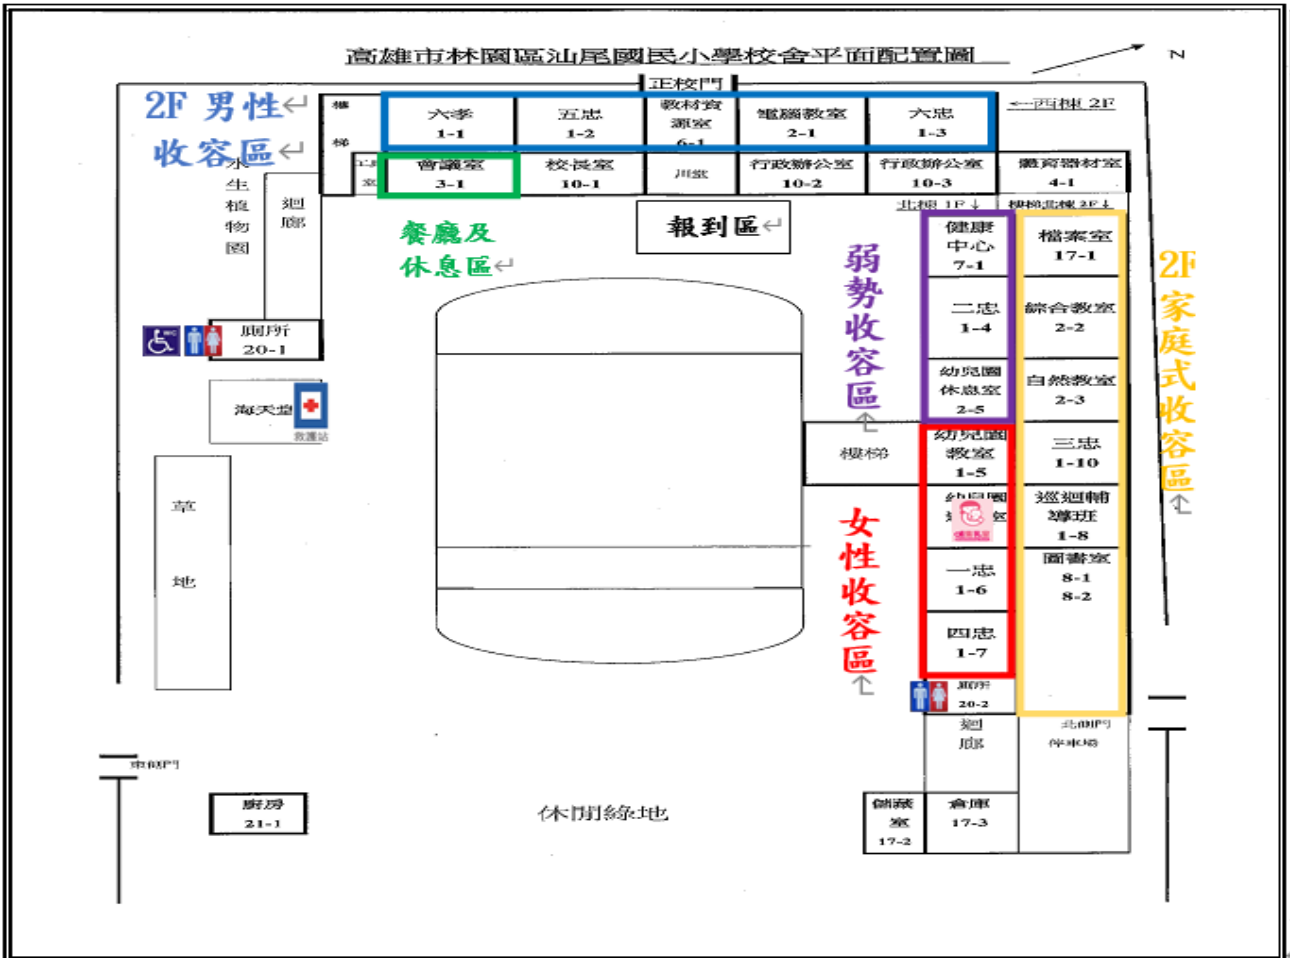 高雄市林園區汕尾國民小學校舍平面配置圖
N
正校門
2F 男性
收容區
樓
梯
六孝
1-1
五忠
1-2
教材資
源室
6-1
電腦教室
2-1
六忠
1-3
←西棟 2F
會議室
3-1
校長室
10-1
川堂
行政辦公室
10-2
行政辦公室
10-3
體育器材室
4-1
水
生
植
物
園
迴
廊
餐廳及
休息區
報到區
北棟 1F↓
樓梯北棟 2F↓
弱勢收容區
健康
中心
7-1
檔案室
17-1
2F
家庭式收容區
二忠
1-4
綜合教室
2-2
幼兒園
休息室
2-5
自然教室
2-3
廁所
20-1
海天堂
救護站
樓梯
幼兒園
教室
1-5
三忠
1-10
草
地
女性收容區
幼兒園
巡迴輔
導班
1-8
一忠
1-6
圖書室
8-1
8-2
四忠
1-7
廁所
20-2
迴
廊
北側門
停車場
東側門
廚房
21-1
休閒綠地
儲藏
室
17-2
倉庫
17-3